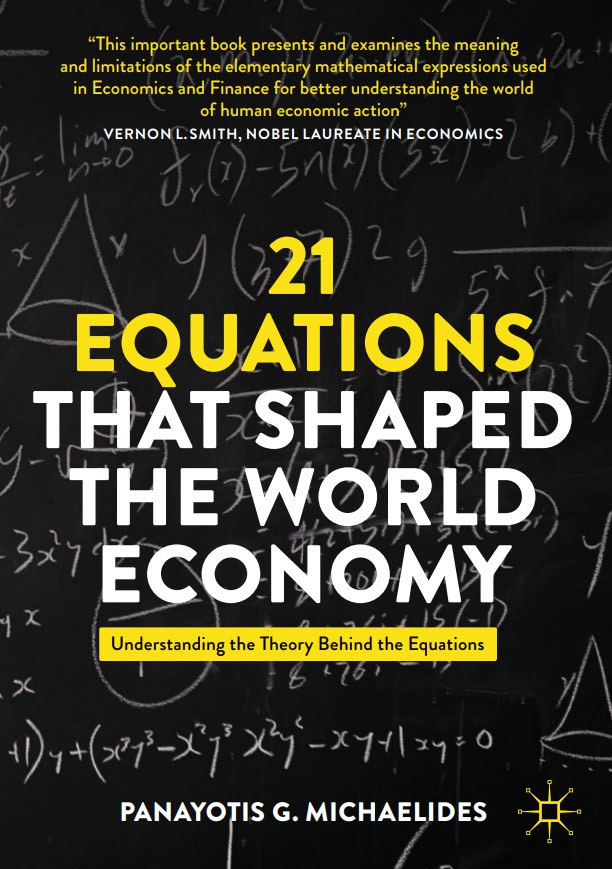 “This important book presents and examines the meaning
and limitations of the elementary mathematical expressions used
in Economics and Finance for better understanding the world
of human economic action”
VERNON L. SMITH, NOBEL LAUREATE IN ECONOMICS
21
EQUATIONS
THAT SHAPED
THE WORLD
ECONOMY
Understanding the Theory Behind the Equations
PANAYOTIS G. MICHAELIDES